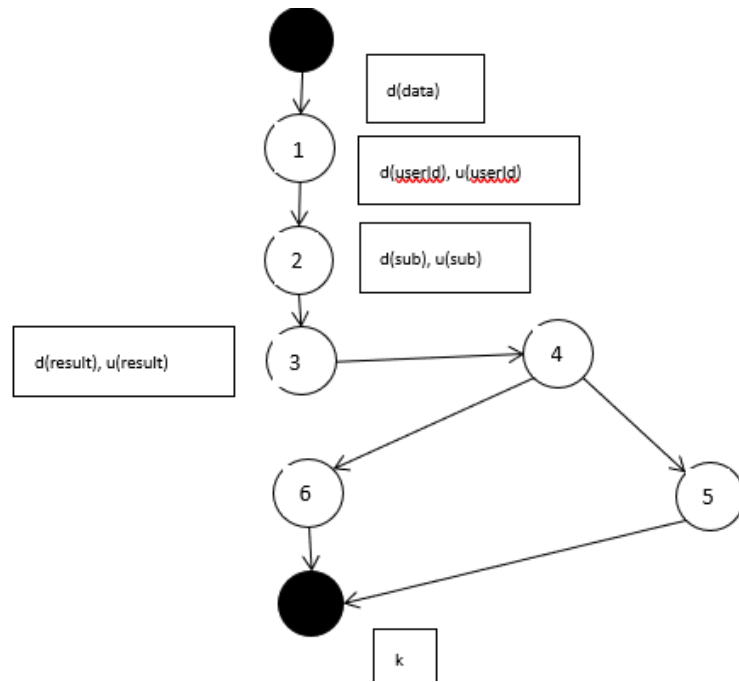 d(data)
1
d(userId), u(userId)
2
d(sub), u(sub)
d(result), u(result)
3
4
6
5
k